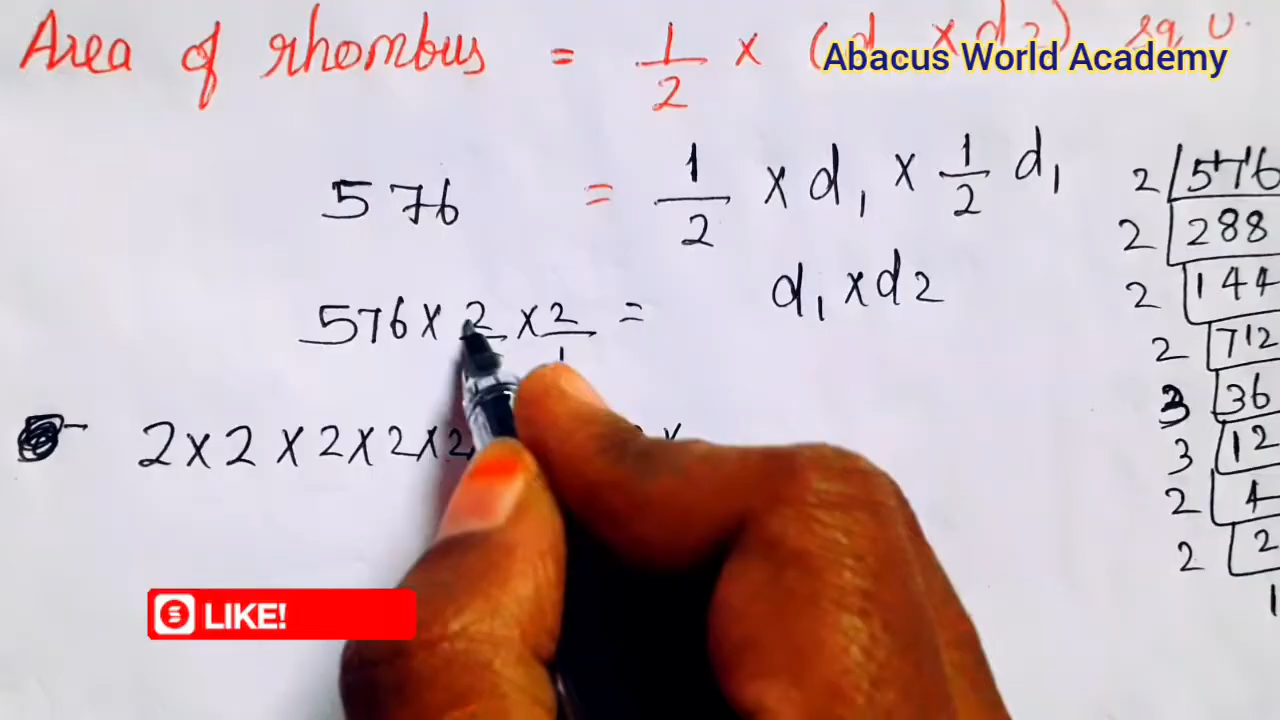 Area of rhombus = 1/2 × (d × d2) sq u.
Abacus World Academy
576 = 1/2 × d1 × 1/2 d1
576 × 2 × 2/1 = d1 × d2
2 × 2 × 2 × 2 × 2
2 576
2 288
2 144
2 712
3 36
3 12
2 4
2 2
1
LIKE!